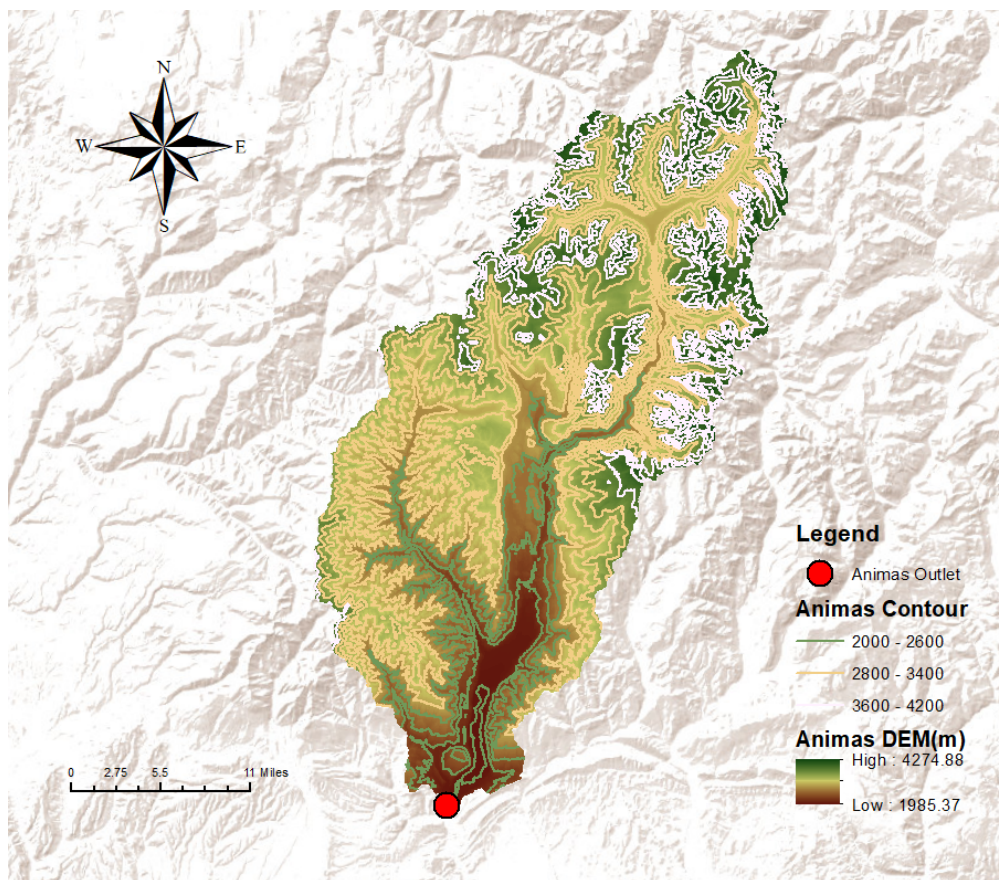 N
W
E
S
Legend
Animas Outlet
Animas Contour
2000 - 2600
2800 - 3400
3600 - 4200
Animas DEM(m)
High : 4274.88
Low : 1985.37
0 2.75 5.5 11 Miles